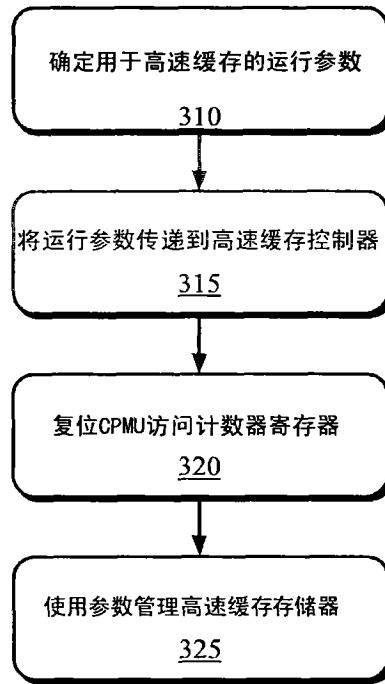 确定用于高速缓存的运行参数
310
将运行参数传递到高速缓存控制器
315
复位CPMU访问计数器寄存器
320
使用参数管理高速缓存存储器
325